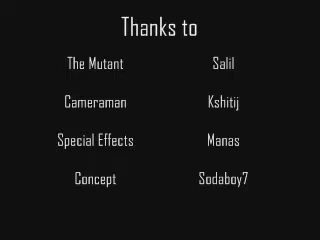 Thanks to
The Mutant Salil
Cameraman Kshitij
Special Effects Manas
Concept Sodaboy7